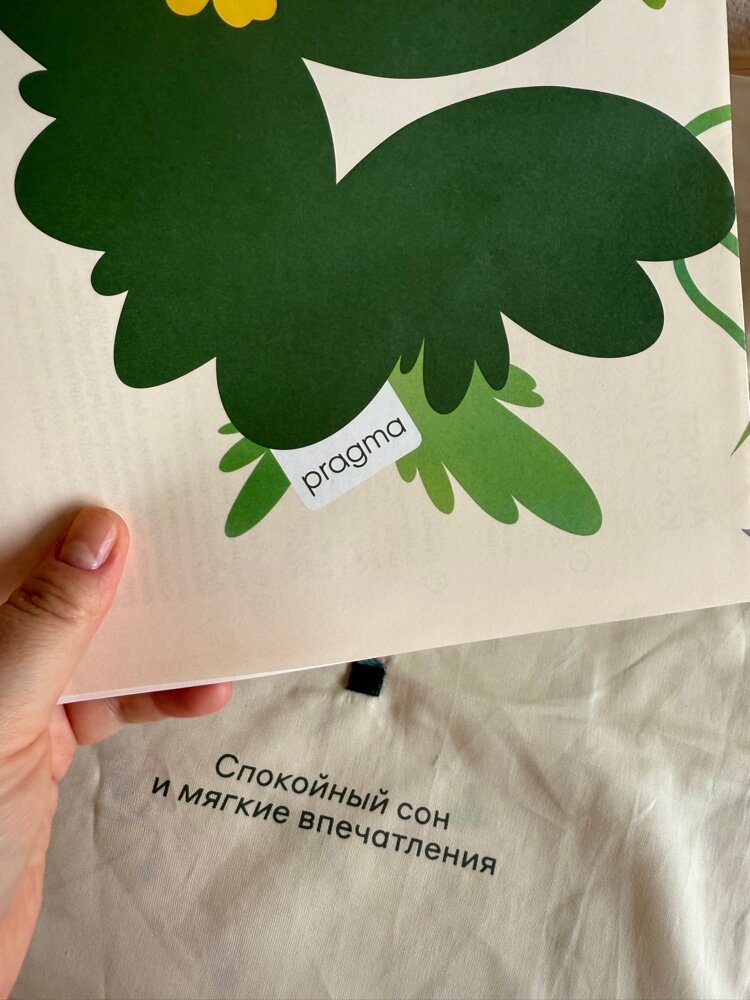 pragma
Спокойный сон
и мягкие впечатления